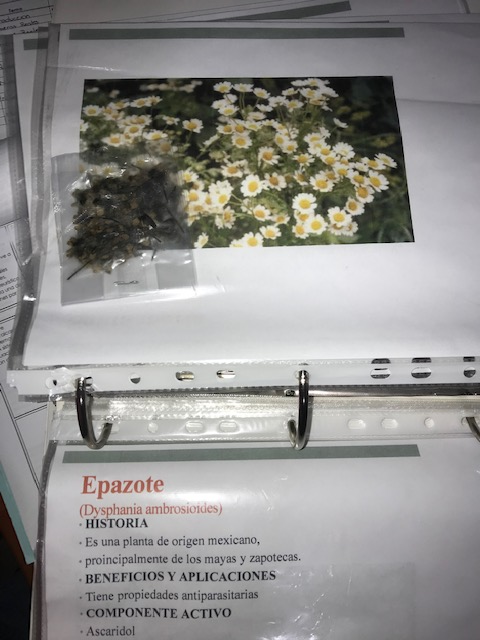 Epazote
(Dysphania ambrosioides)
· HISTORIA
· Es una planta de origen mexicano,
· proincipalmente de los mayas y zapotecas.
· BENEFICIOS Y APLICACIONES
· Tiene propiedades antiparasitarias
· COMPONENTE ACTIVO
· Ascaridol